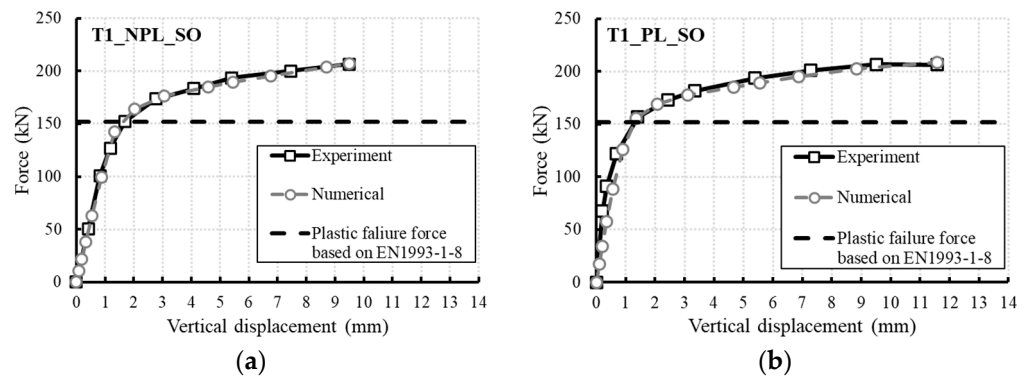 T1_NPL_SO
250
200
150
100
50
0
Force (kN)
Experiment
Numerical
Plastic faliure force
based on EN1993-1-8
0 1 2 3 4 5 6 7 8 9 10 11 12 13 14
Vertical displacement (mm)
(a)
T1_PL_SO
250
200
150
100
50
0
Force (kN)
Experiment
Numerical
Plastic failure force
based on EN1993-1-8
0 1 2 3 4 5 6 7 8 9 10 11 12 13 14
Vertical displacement (mm)
(b)